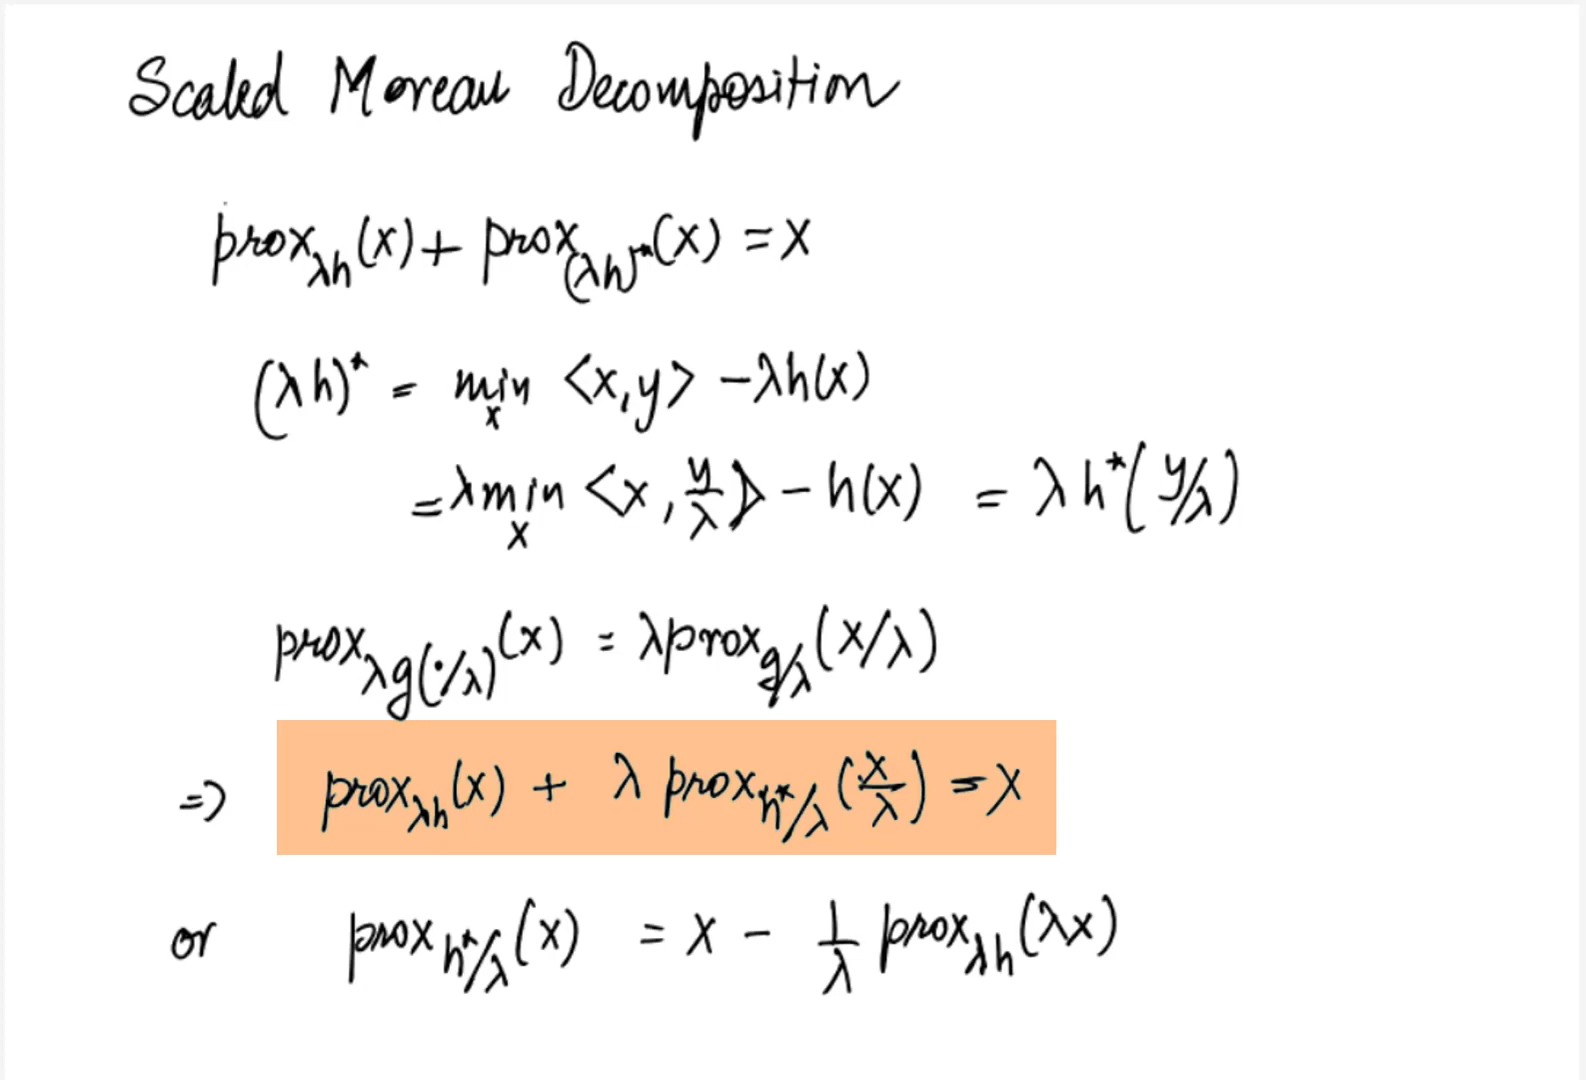 Scaled Moreau Decomposition
prox_{λh}(x) + prox_{(λh)^*}(x) = x
(λh)^* = min_x <x,y> - λh(x)
= λ min_x <x, y/λ> - h(x) = λ h^*(y/λ)
prox_{λg(·/λ)}(x) = λprox_{g/λ}(x/λ)
=> prox_{λh}(x) + λ prox_{h^*/λ}(x/λ) = x
or prox_{h^*/λ}(x) = x - 1/λ prox_{λh}(λx)